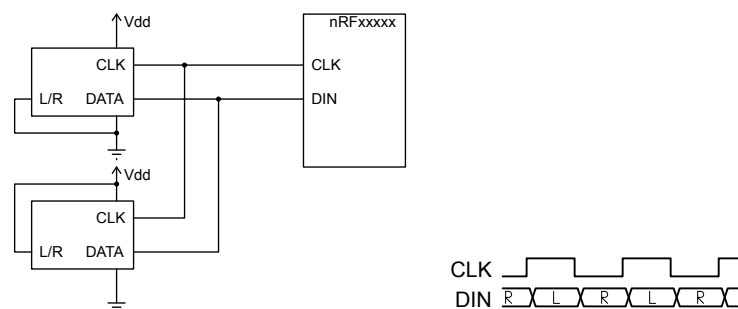 Vdd
nRFxxxxx
CLK
CLK
L/R DATA
DIN
Vdd
CLK
L/R DATA
CLK
DIN R L R L R